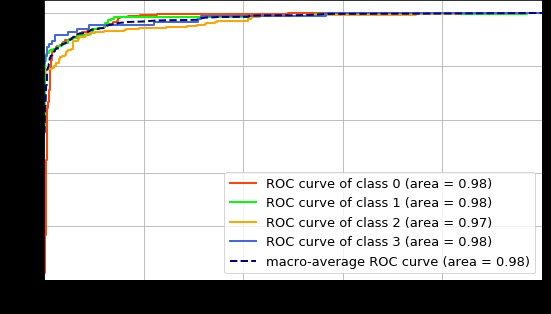 ROC curve of class 0 (area = 0.98)
ROC curve of class 1 (area = 0.98)
ROC curve of class 2 (area = 0.97)
ROC curve of class 3 (area = 0.98)
macro-average ROC curve (area = 0.98)